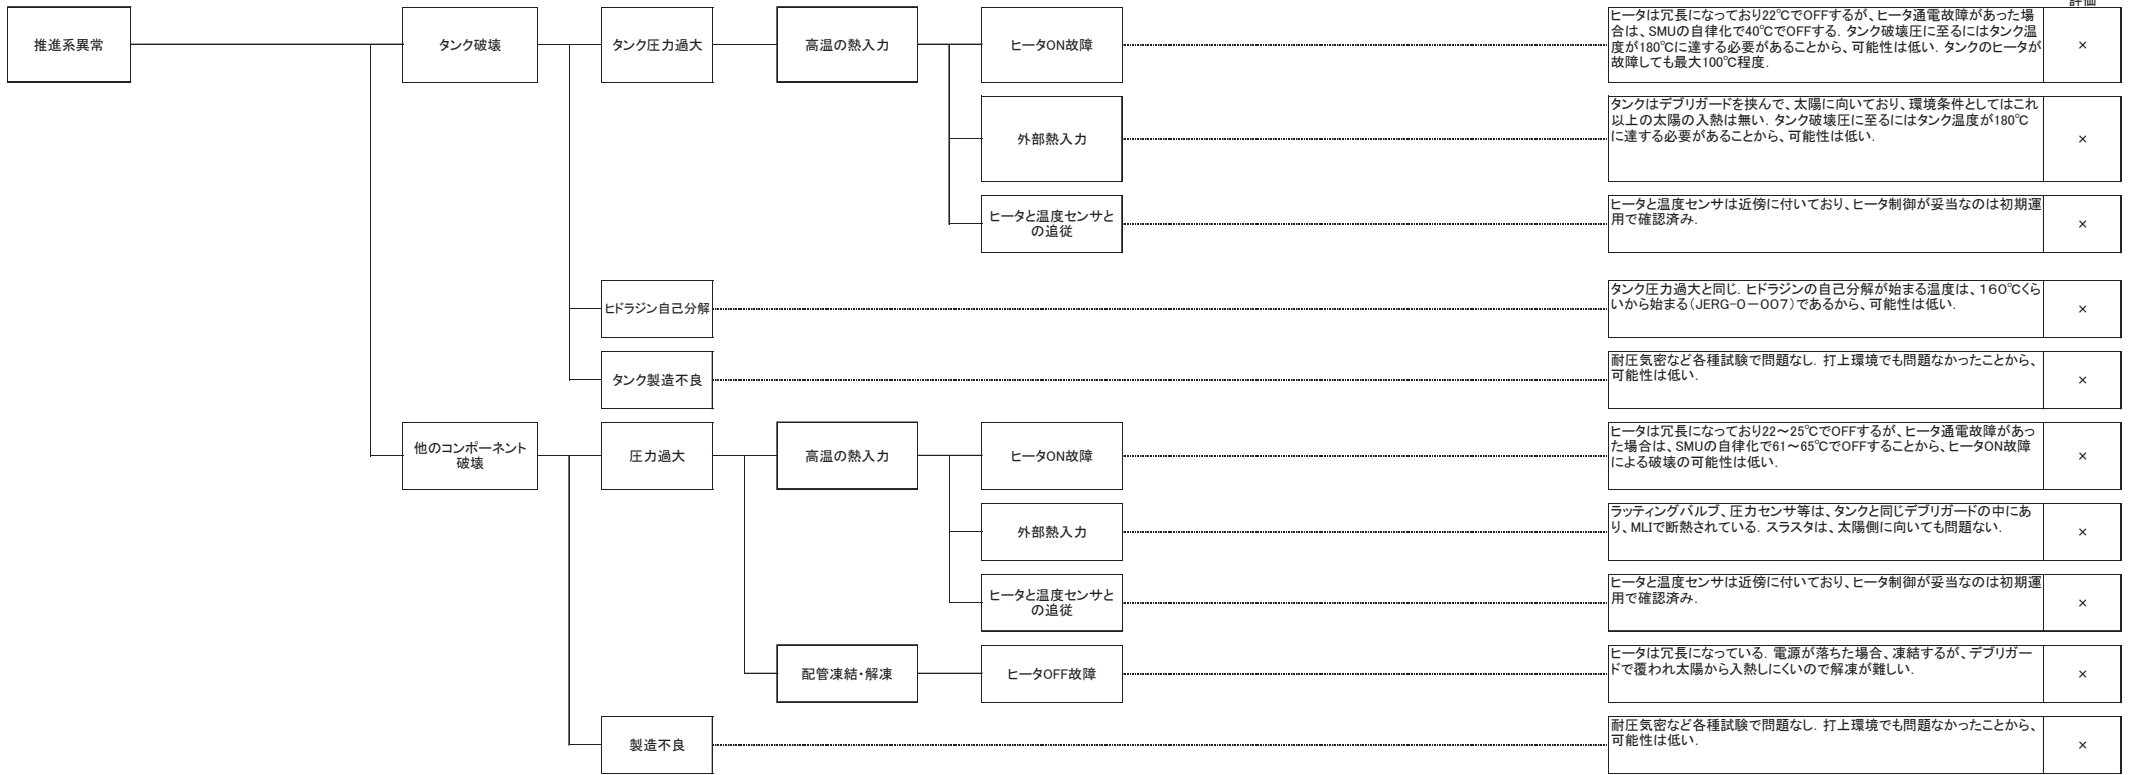 評価
推進系異常
タンク破壊
タンク圧力過大
高温の熱入力
ヒータON故障
ヒータは冗長になっており22℃でOFFするが、ヒータ通電故障があった場
合は、SMUの自律化で40℃でOFFする. タンク破壊圧に至るにはタンク温
度が180℃に達する必要があることから、可能性は低い. タンクのヒータが
故障しても最大100℃程度.
×
外部熱入力
タンクはデブリガードを挟んで、太陽に向いており、環境条件としてはこれ
以上の太陽の入熱は無い. タンク破壊圧に至るにはタンク温度が180℃
に達する必要があることから、可能性は低い.
×
ヒータと温度センサと
の追従
ヒータと温度センサは近傍に付いており、ヒータ制御が妥当なのは初期運
用で確認済み.
×
ヒドラジン自己分解
タンク圧力過大と同じ. ヒドラジンの自己分解が始まる温度は、160℃くら
いから始まる(JERG-0-007)であるから、可能性は低い.
×
タンク製造不良
耐圧気密など各種試験で問題なし. 打上環境でも問題なかったことから、
可能性は低い.
×
他のコンポーネント
破壊
圧力過大
高温の熱入力
ヒータON故障
ヒータは冗長になっており22~25℃でOFFするが、ヒータ通電故障があっ
た場合は、SMUの自律化で61~65℃でOFFすることから、ヒータON故障
による破壊の可能性は低い.
×
外部熱入力
ラッティングバルブ、圧力センサ等は、タンクと同じデブリガードの中にあ
り、MLIで断熱されている. スラスタは、太陽側に向いても問題ない.
×
ヒータと温度センサと
の追従
ヒータと温度センサは近傍に付いており、ヒータ制御が妥当なのは初期運
用で確認済み.
×
配管凍結・解凍
ヒータOFF故障
ヒータは冗長になっている. 電源が落ちた場合、凍結するが、デブリガー
ドで覆われ太陽から入熱しにくいので解凍が難しい.
×
製造不良
耐圧気密など各種試験で問題なし. 打上環境でも問題なかったことから、
可能性は低い.
×